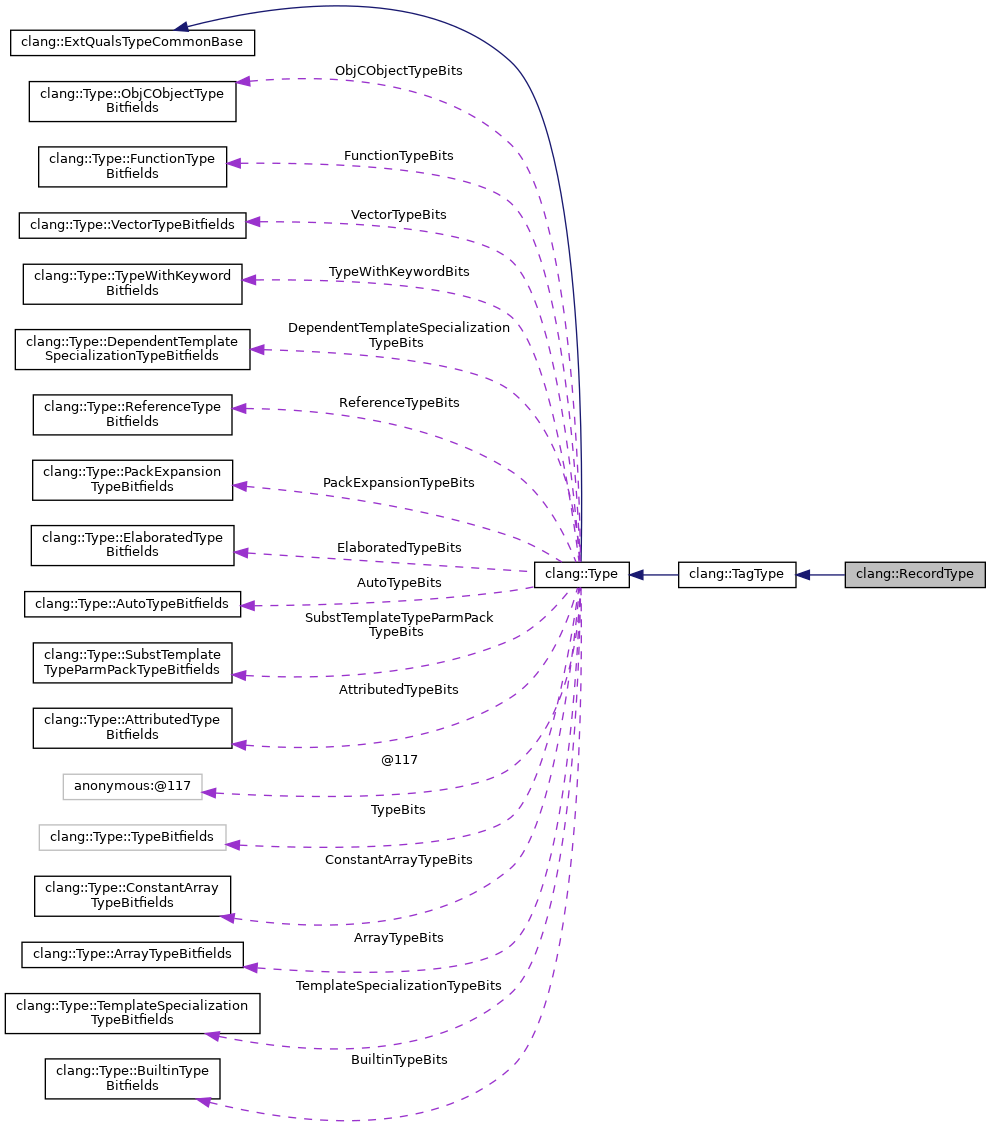 clang::ExtQualsTypeCommonBase
ObjCObjectTypeBits
clang::Type::ObjCObjectType
Bitfields
FunctionTypeBits
clang::Type::FunctionType
Bitfields
VectorTypeBits
clang::Type::VectorTypeBitfields
TypeWithKeywordBits
clang::Type::TypeWithKeyword
Bitfields
DependentTemplateSpecialization
TypeBits
clang::Type::DependentTemplate
SpecializationTypeBitfields
ReferenceTypeBits
clang::Type::ReferenceType
Bitfields
PackExpansionTypeBits
clang::Type::PackExpansion
TypeBitfields
ElaboratedTypeBits
clang::Type::ElaboratedType
Bitfields
clang::Type
clang::TagType
clang::RecordType
AutoTypeBits
clang::Type::AutoTypeBitfields
SubstTemplateTypeParmPack
TypeBits
clang::Type::SubstTemplate
TypeParmPackTypeBitfields
AttributedTypeBits
clang::Type::AttributedType
Bitfields
@117
anonymous:@117
TypeBits
clang::Type::TypeBitfields
ConstantArrayTypeBits
clang::Type::ConstantArray
TypeBitfields
ArrayTypeBits
clang::Type::ArrayTypeBitfields
TemplateSpecializationTypeBits
clang::Type::TemplateSpecialization
TypeBitfields
BuiltinTypeBits
clang::Type::BuiltinType
Bitfields